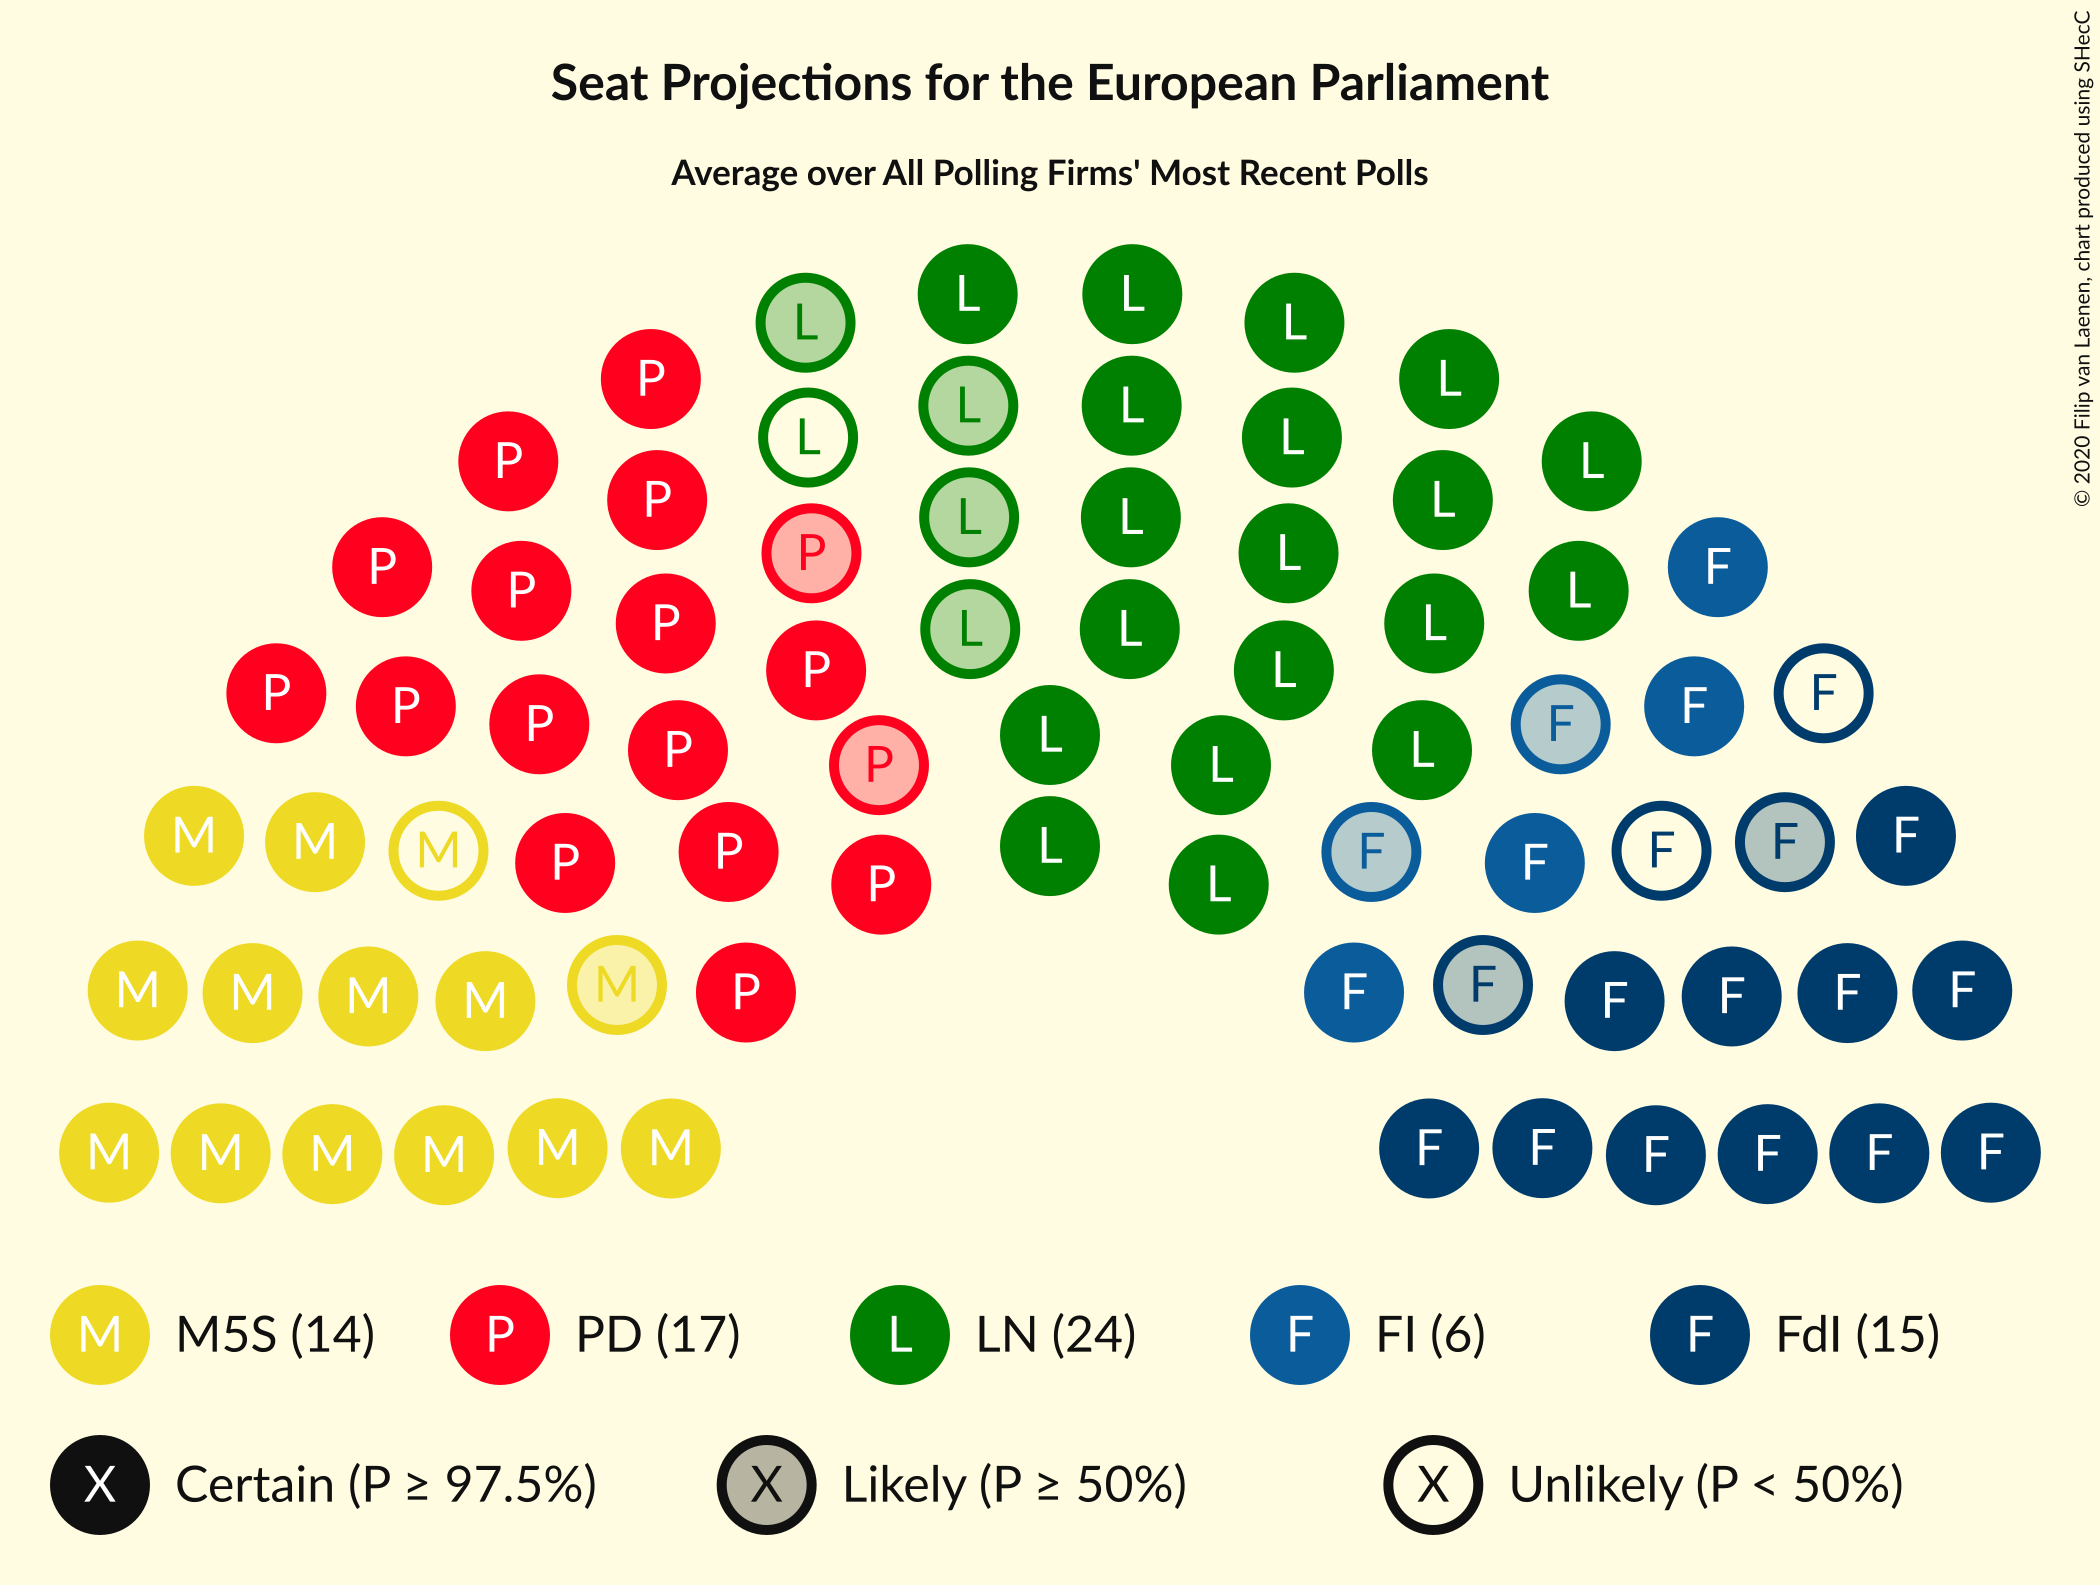 Seat Projections for the European Parliament
Average over All Polling Firms' Most Recent Polls
© 2020 Filip van Laenen, chart produced using SHecC
L L
L L
P L
L L
L L
P L P L
P L L
P L L P
P F
P L L
P L
P L L
P L
P F
P F
P P
P F
L F
P L
P L
M M L F
M M F F
M P P F F F
P L
M M M M M P F F F F F F
M M M M M M F F F F F F
M M5S (14) P PD (17) L LN (24) F FI (6) F FdI (15)
X Certain (P ≥ 97.5%) X Likely (P ≥ 50%) X Unlikely (P < 50%)